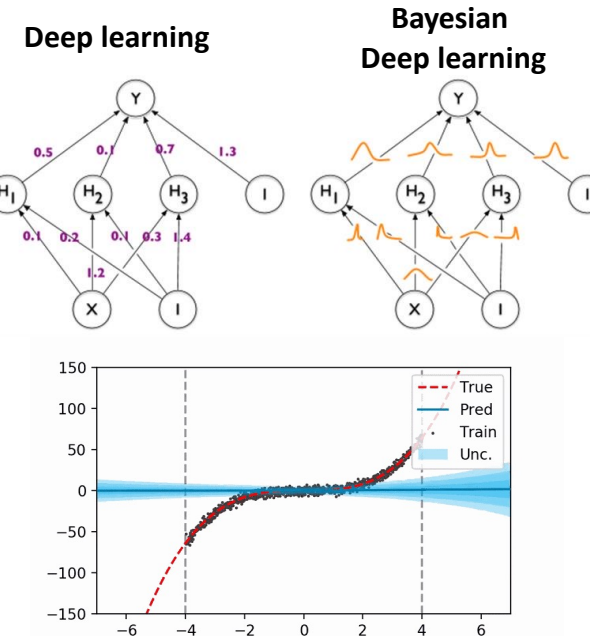 Deep learning
Bayesian
Deep learning
Y
Y
0.5
0.1
0.7
1.3
H1
H2
H3
I
H1
H2
H3
I
0.1
0.2
0.1
0.3
1.4
1.2
X
I
X
I
150
100
50
0
−50
−100
−150
True
Pred
Train
Unc.
−6 −4 −2 0 2 4 6